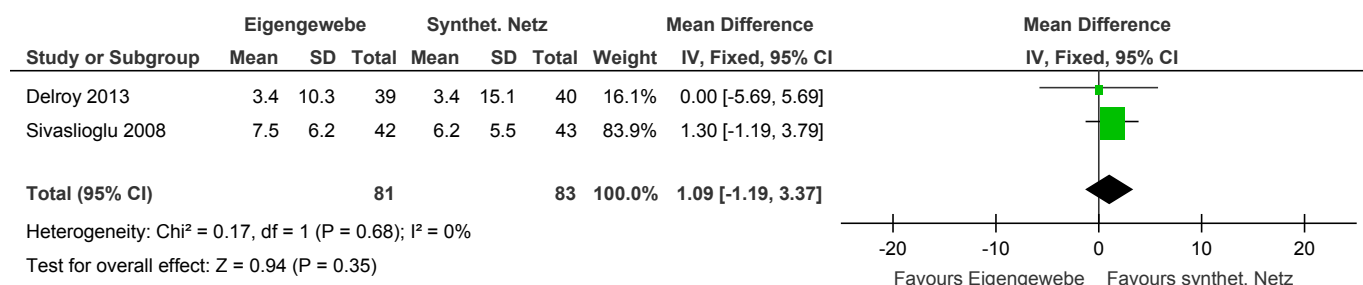 Eigengewebe Synthet. Netz Mean Difference Mean Difference
Study or Subgroup Mean SD Total Mean SD Total Weight IV, Fixed, 95% CI IV, Fixed, 95% CI
Delroy 2013 3.4 10.3 39 3.4 15.1 40 16.1% 0.00 [-5.69, 5.69]
Sivaslioglu 2008 7.5 6.2 42 6.2 5.5 43 83.9% 1.30 [-1.19, 3.79]
Total (95% CI) 81 83 100.0% 1.09 [-1.19, 3.37]
Heterogeneity: Chi² = 0.17, df = 1 (P = 0.68); I² = 0%
Test for overall effect: Z = 0.94 (P = 0.35)
-20 -10 0 10 20
Favours Eigengewebe Favours synthet. Netz